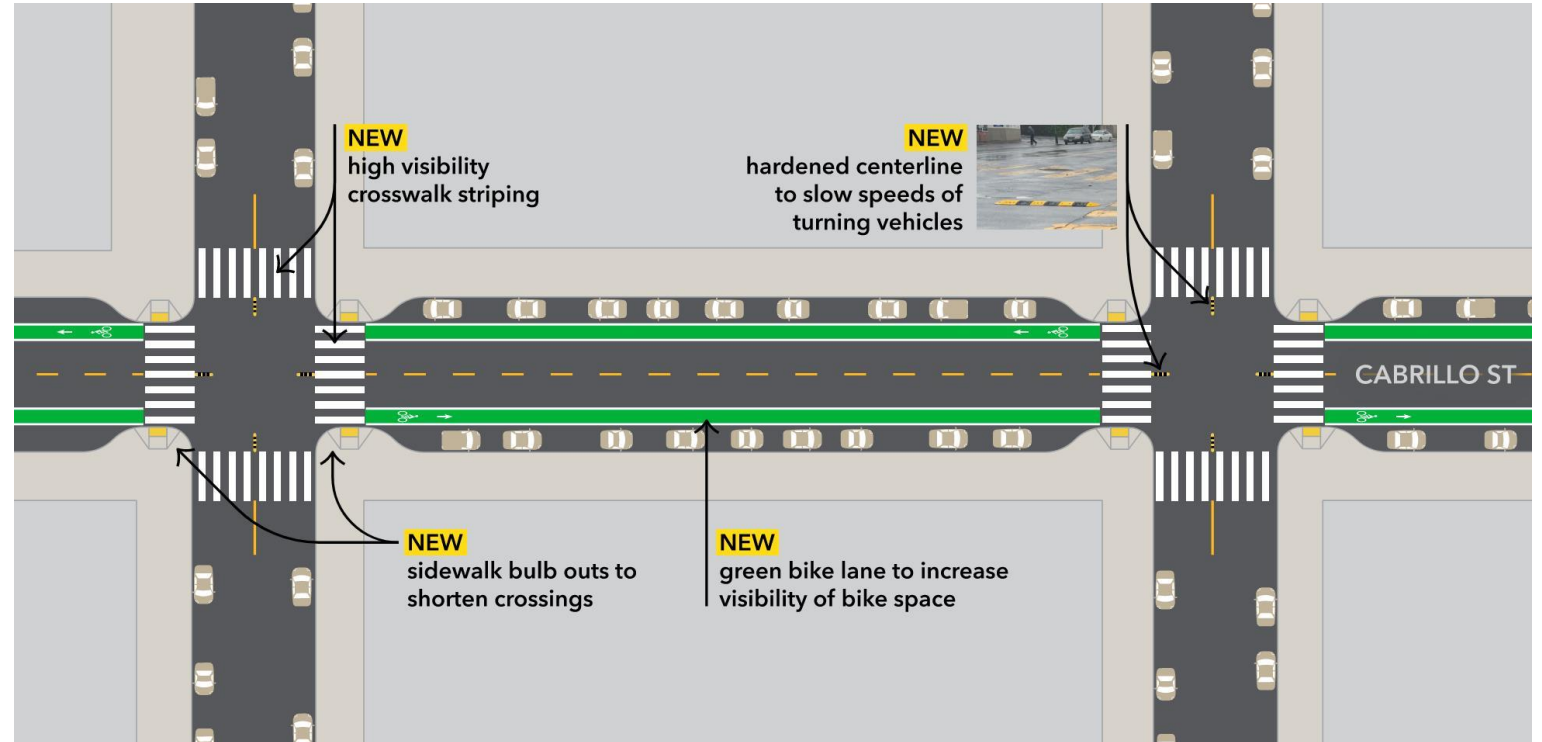 NEW
high visibility
crosswalk striping
NEW
hardened centerline
to slow speeds of
turning vehicles
CABRILLO ST
NEW
sidewalk bulb outs to
shorten crossings
NEW
green bike lane to increase
visibility of bike space